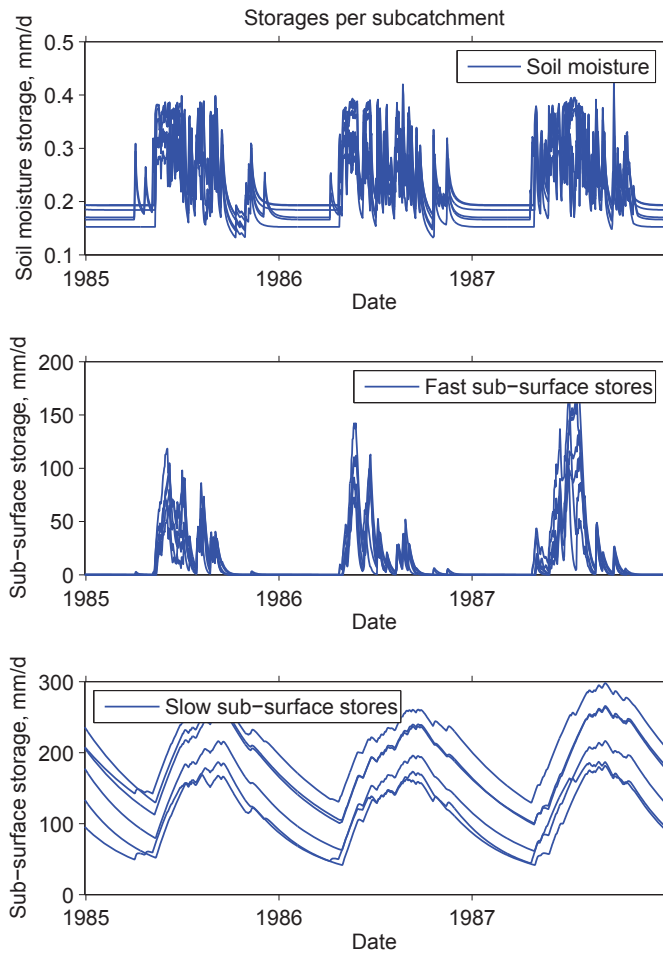 Storages per subcatchment
Soil moisture storage, mm/d
0.5
0.4
0.3
0.2
0.1
Soil moisture
1985 1986 1987
Date
Sub−surface storage, mm/d
200
150
100
50
0
Fast sub−surface stores
1985 1986 1987
Date
Sub−surface storage, mm/d
300
200
100
0
Slow sub−surface stores
1985 1986 1987
Date